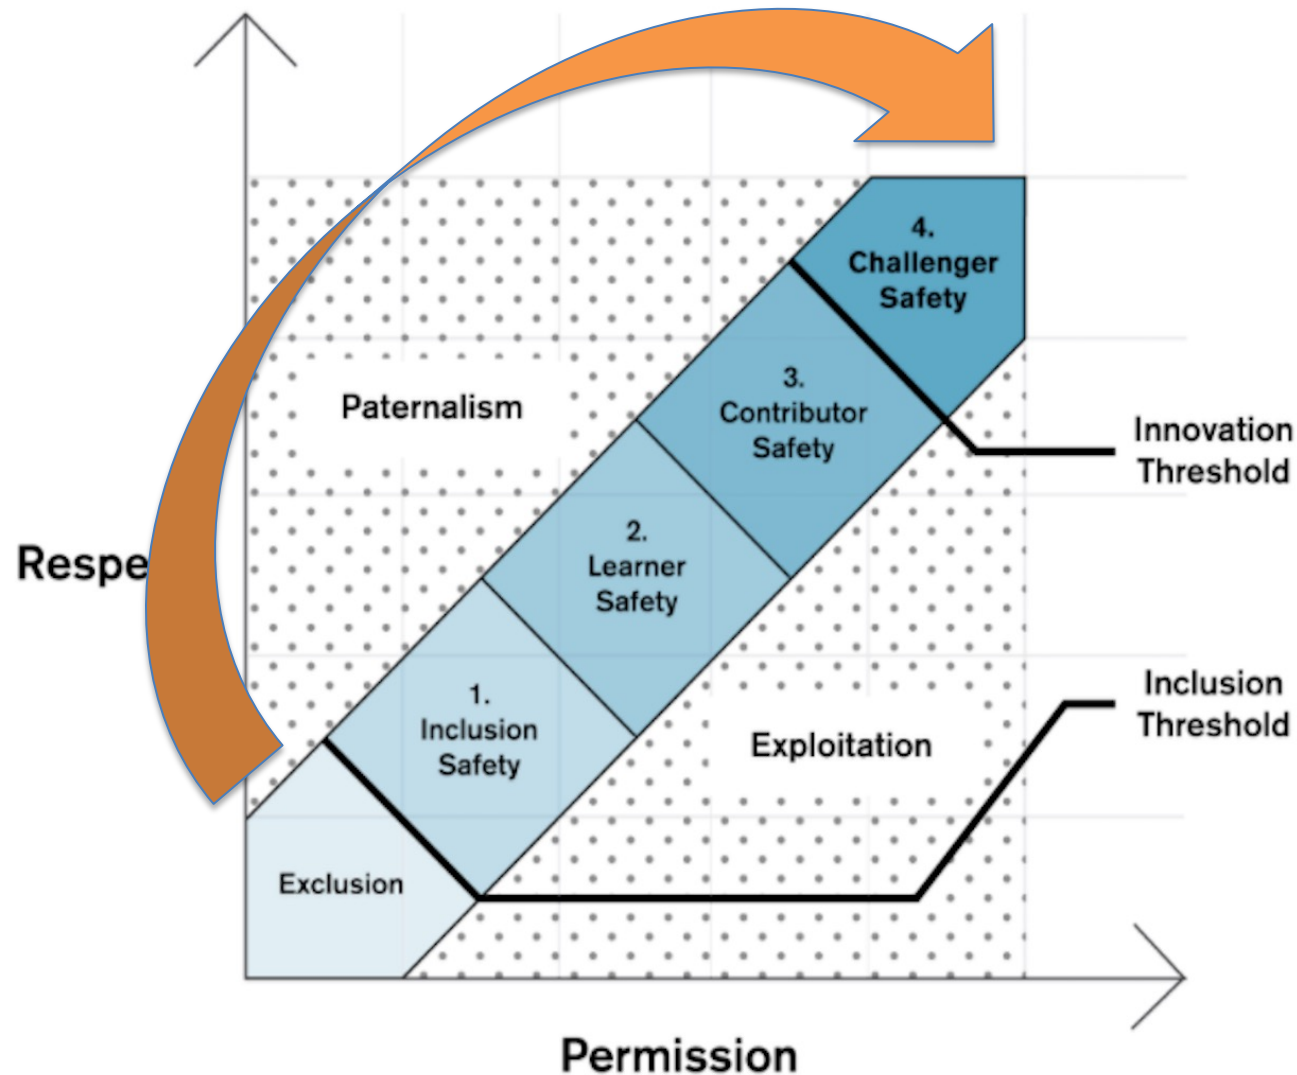 4.
Challenger
Safety
3.
Contributor
Safety
Paternalism
Innovation
Threshold
2.
Learner
Safety
Respe
1.
Inclusion
Safety
Inclusion
Threshold
Exploitation
Exclusion
Permission